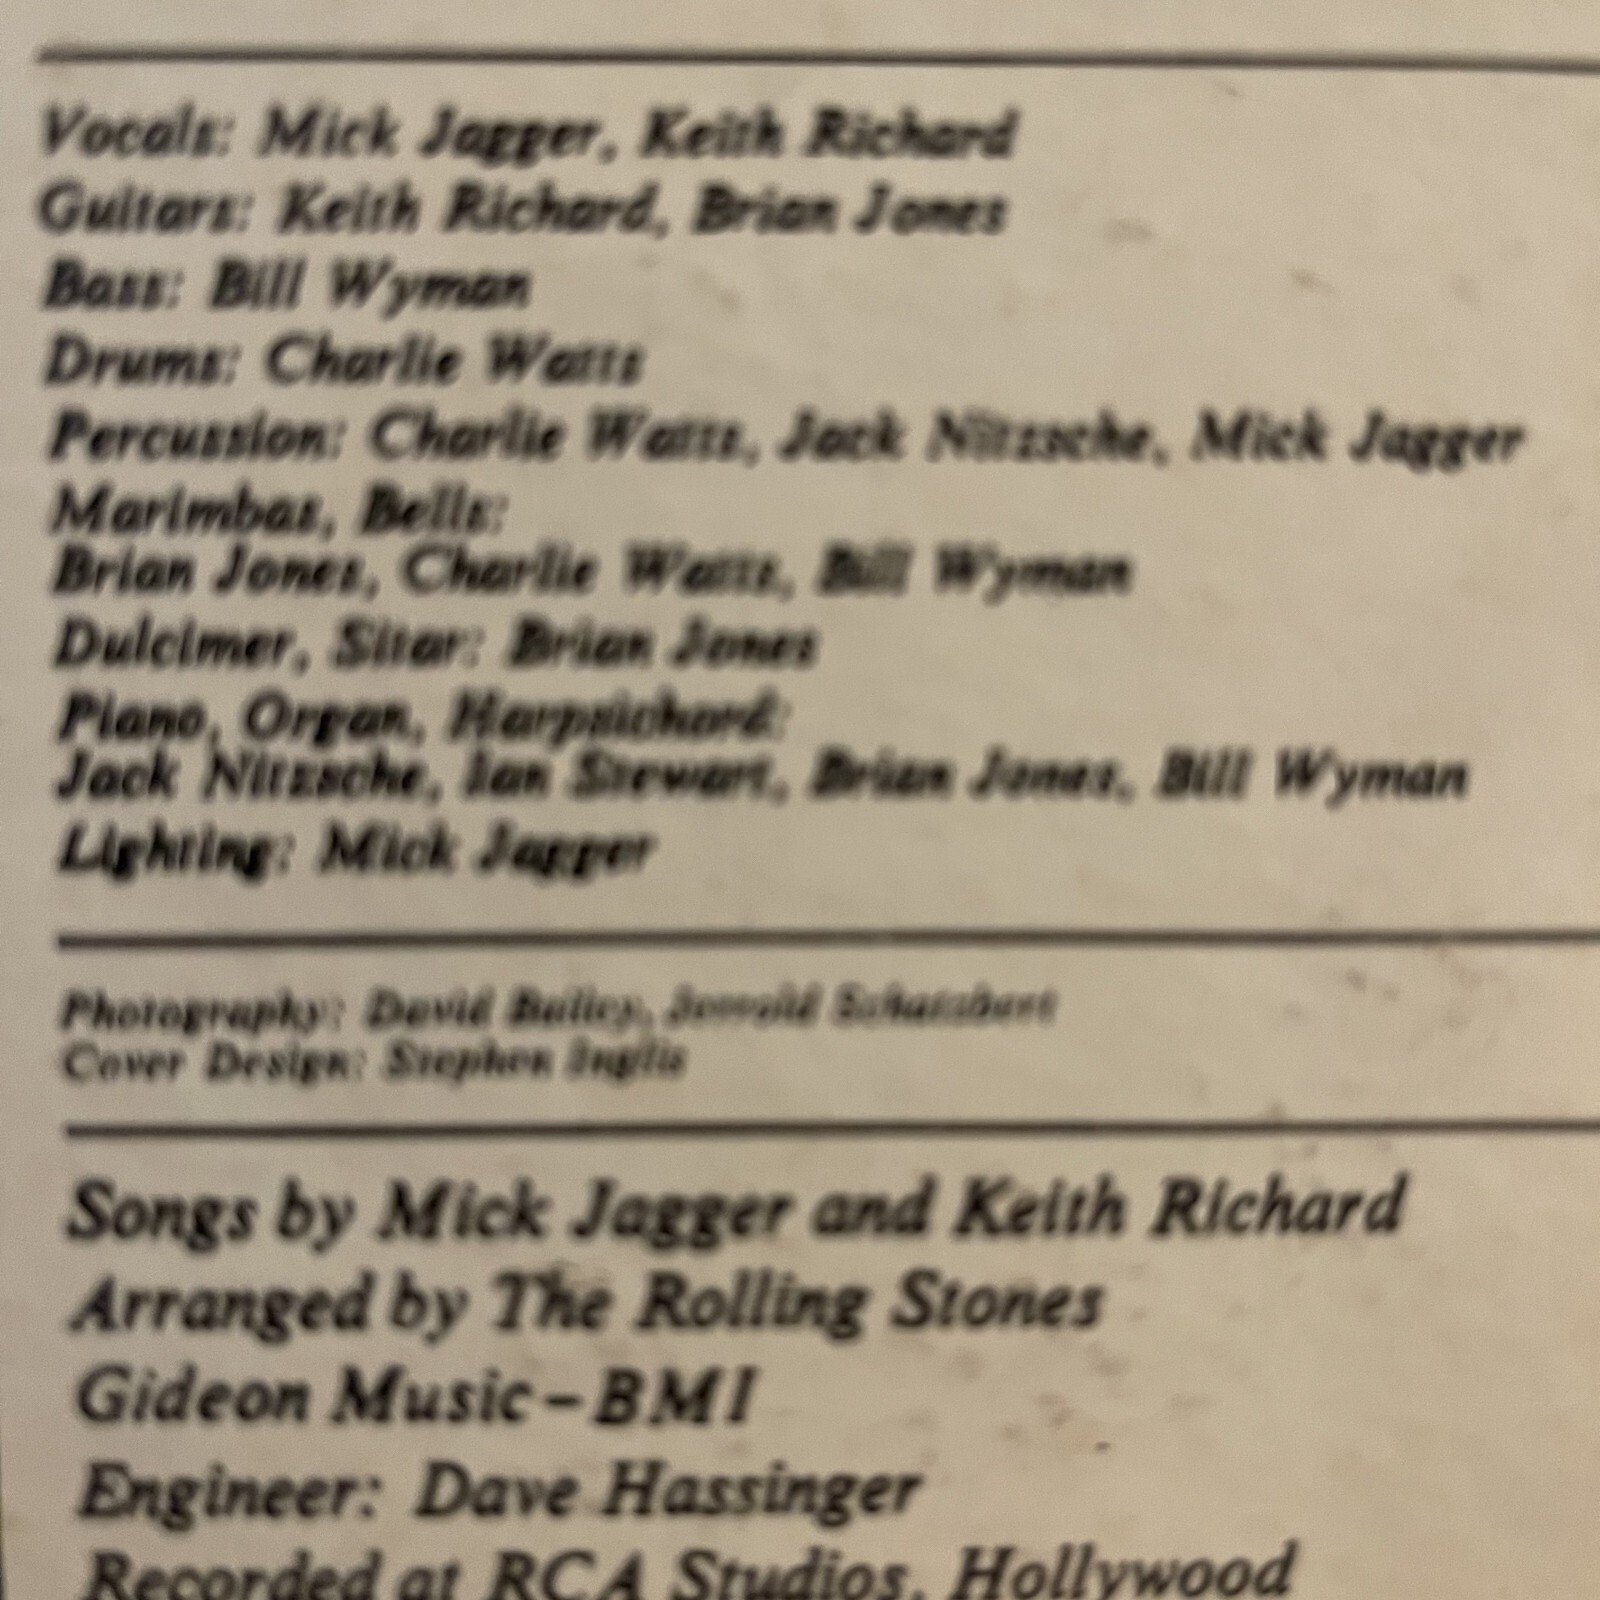 Vocals: Mick Jagger, Keith Richard
Guitars: Keith Richard, Brian Jones
Bass: Bill Wyman
Drums: Charlie Watts
Percussion: Charlie Watts, Jack Nitzsche, Mick Jagger
Marimbas, Bells:
Brian Jones, Charlie Watts, Bill Wyman
Dulcimer, Sitar: Brian Jones
Piano, Organ, Harpsichord:
Jack Nitzsche, Ian Stewart, Brian Jones, Bill Wyman
Lighting: Mick Jagger
Photography: David Bailey, Jerrold
Cover Design: Stephen Inglis
Songs by Mick Jagger and Keith Richard
Arranged by The Rolling Stones
Gideon Music–BMI
Engineer: Dave Hassinger
Recorded at RCA Studios, Hollywood